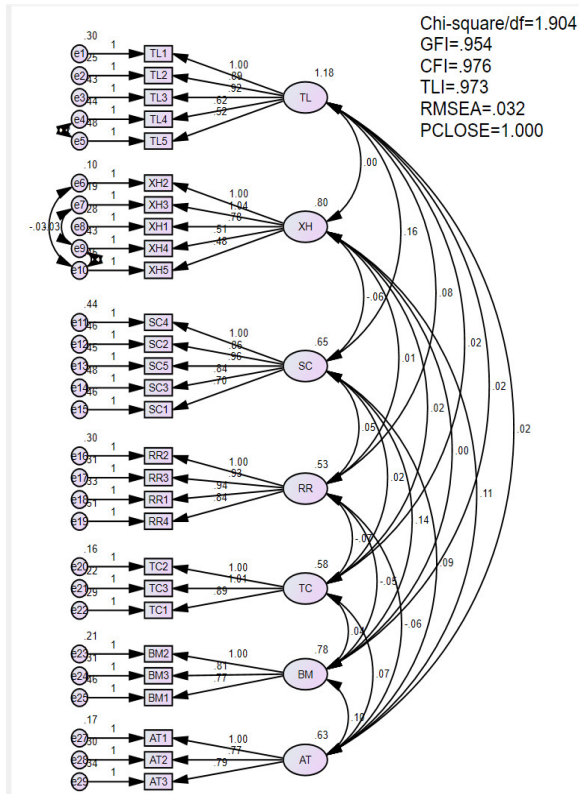 Chi-square/df=1.904
GFI=.954
CFI=.976
TLI=.973
RMSEA=.032
PCLOSE=1.000
.30
e1 1 TL1 1.00
.25
e2 1 TL2 .89
.43
e3 1 TL3 .92
.44
e4 1 TL4 .62
.48
e5 1 TL5 .52
1.18
TL
.10
e6 1 XH2 1.00
.19
e7 1 XH3 1.04
.28
e8 1 XH1 .78
.43
e9 1 XH4 .51
e10 1 XH5 .48
-.03 .03
.80
XH
.44
e11 1 SC4 1.00
.46
e12 1 SC2 .86
.45
e13 1 SC5 .96
.48
e14 1 SC3 .84
.46
e15 1 SC1 .70
.65
SC
.30
e16 1 RR2 1.00
.31
e17 1 RR3 .93
.33
e18 1 RR1 .94
.51
e19 1 RR4 .84
.53
RR
.16
e20 1 TC2 1.00
.22
e21 1 TC3 1.01
.29
e22 1 TC1 .89
.58
TC
.21
e23 1 BM2 1.00
.31
e24 1 BM3 .81
.46
e25 1 BM1 .77
.78
BM
.17
e27 1 AT1 1.00
.30
e28 1 AT2 .77
.34
e29 1 AT3 .79
.63
AT
.00
.16
-.06
.08
.01
.02
.02
.02
.02
.05
.00
.11
.02
.14
-.07
-.05
.09
-.06
.04
.07
.10